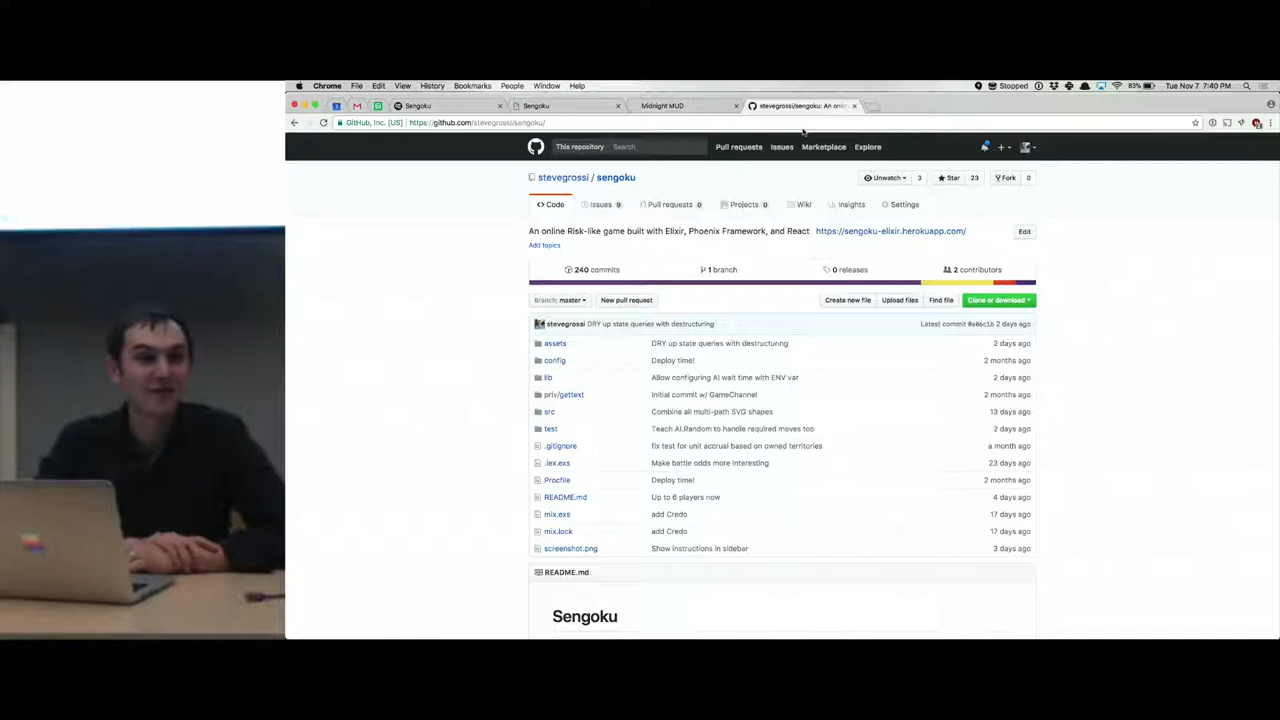 Chrome File Edit View History Bookmarks People Window Help Stopped 83% Tue Nov 7 7:40 PM
Sengoku Sengoku Midnight MUD stevegrossi/sengoku: An onli
GitHub, Inc. [US] https://github.com/stevegrossi/sengoku/
This repository Search Pull requests Issues Marketplace Explore
stevegrossi / sengoku Unwatch 3 Star 23 Fork 0
Code Issues 9 Pull requests 0 Projects 0 Wiki Insights Settings
An online Risk-like game built with Elixir, Phoenix Framework, and React https://sengoku-elixir.herokuapp.com/ Edit
Add topics
240 commits 1 branch 0 releases 2 contributors
Branch: master New pull request Create new file Upload files Find file Clone or download
stevegrossi DRY up state queries with destructuring Latest commit 2 days ago
assets DRY up state queries with destructuring 2 days ago
config Deploy time! 2 months ago
lib Allow configuring AI wait time with ENV var 2 days ago
priv/gettext Initial commit w/ GameChannel 2 months ago
src Combine all multi-path SVG shapes 13 days ago
test Teach AI.Random to handle required moves too 2 days ago
.gitignore fix test for unit accrual based on owned territories a month ago
.iex.exs Make battle odds more interesting 23 days ago
Procfile Deploy time! 2 months ago
README.md Up to 6 players now 4 days ago
mix.exs add Credo 17 days ago
mix.lock add Credo 17 days ago
screenshot.png Show instructions in sidebar 3 days ago
README.md
Sengoku